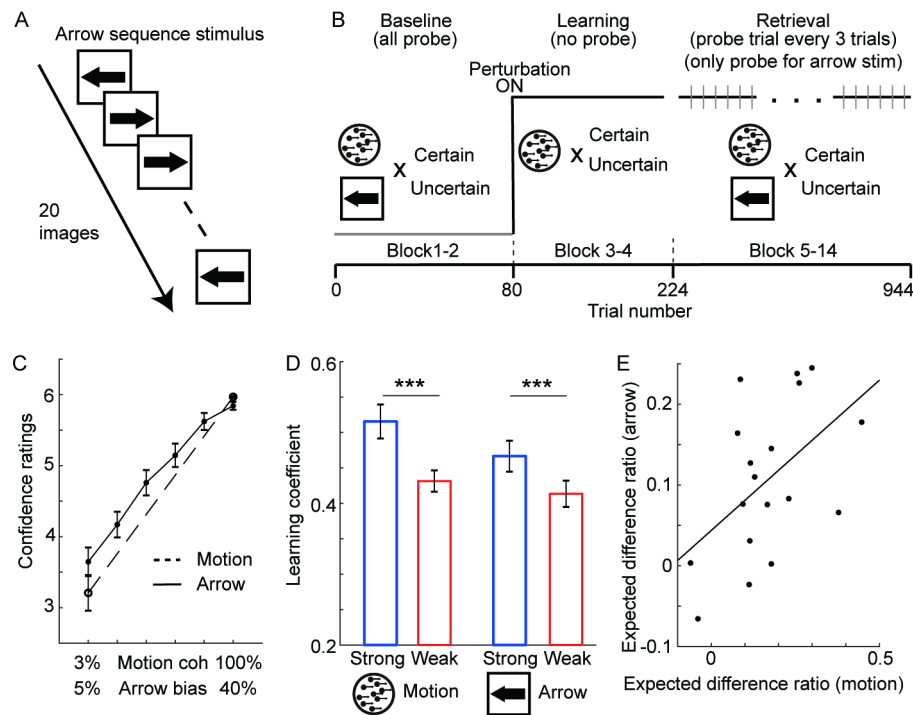 A
Arrow sequence stimulus
20
images
B
Baseline
(all probe)
Learning
(no probe)
Retrieval
(probe trial every 3 trials)
(only probe for arrow stim)
Perturbation
ON
. . .
x Certain
Uncertain
x Certain
Uncertain
x Certain
Uncertain
Block1-2
Block 3-4
Block 5-14
0
80
224
944
Trial number
C
Confidence ratings
6
5
4
3
Motion
Arrow
3% Motion coh 100%
5% Arrow bias 40%
D
Learning coefficient
0.6
0.4
0.2
***
***
Strong Weak
Strong Weak
Motion
Arrow
E
Expected difference ratio (arrow)
0.2
0.1
0
-0.1
0
0.5
Expected difference ratio (motion)